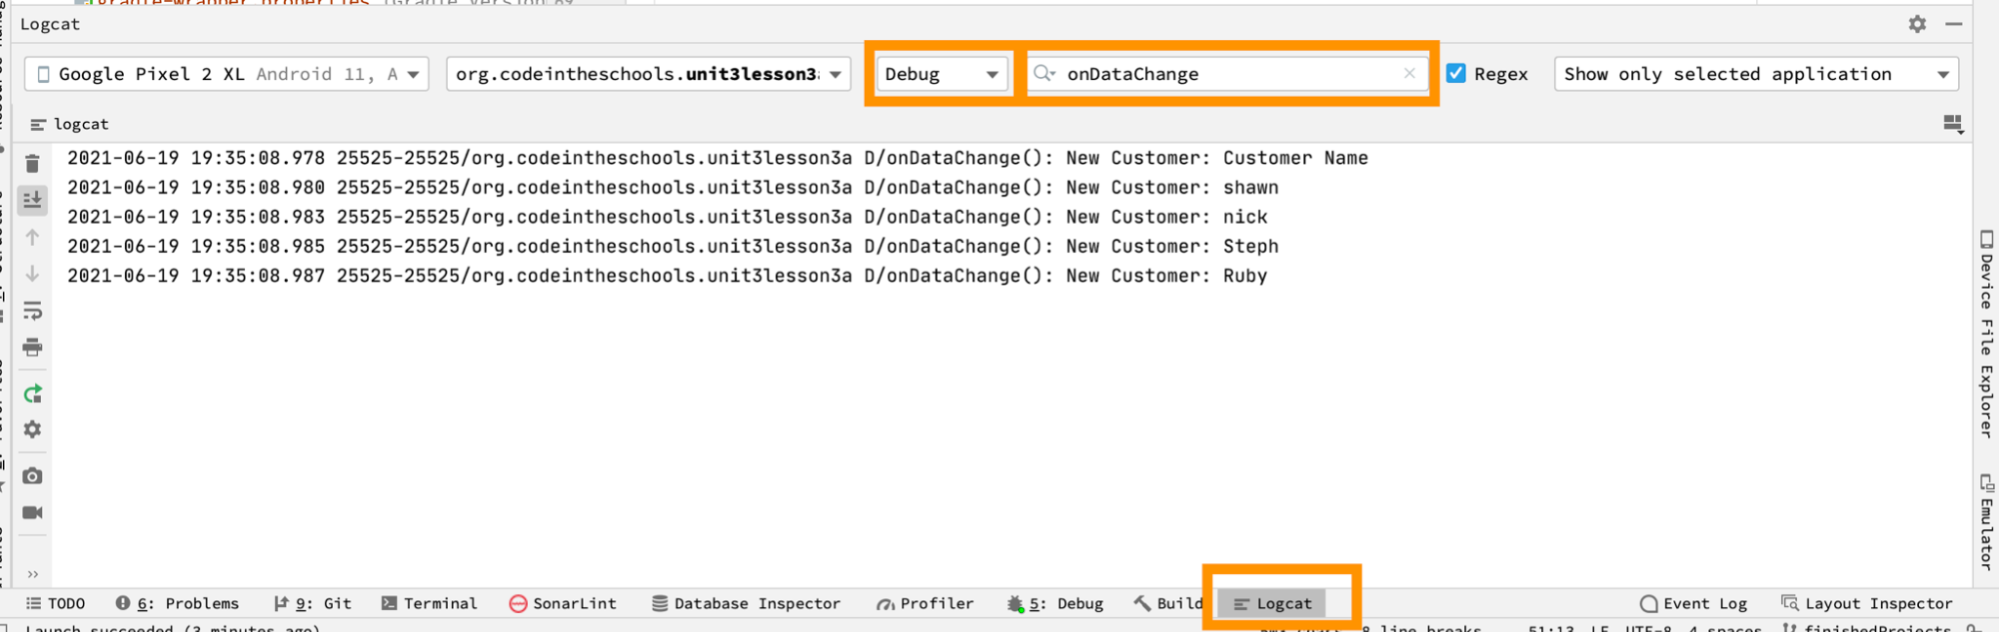 gradle-wrapper.properties (Gradle Version
Logcat
Google Pixel 2 XL Android 11, A org.codeintheschools.unit3lesson3 Debug onDataChange Regex Show only selected application
logcat
2021-06-19 19:35:08.978 25525-25525/org.codeintheschools.unit3lesson3a D/onDataChange(): New Customer: Customer Name
2021-06-19 19:35:08.980 25525-25525/org.codeintheschools.unit3lesson3a D/onDataChange(): New Customer: shawn
2021-06-19 19:35:08.983 25525-25525/org.codeintheschools.unit3lesson3a D/onDataChange(): New Customer: nick
2021-06-19 19:35:08.985 25525-25525/org.codeintheschools.unit3lesson3a D/onDataChange(): New Customer: Steph
2021-06-19 19:35:08.987 25525-25525/org.codeintheschools.unit3lesson3a D/onDataChange(): New Customer: Ruby
Device File Explorer
Emulator
TODO 6: Problems 9: Git Terminal SonarLint Database Inspector Profiler 5: Debug Build Logcat Event Log Layout Inspector
Launch succeeded (3 minutes ago) 8 line breaks 51:13 LF UTF-8 4 spaces finishedProjects